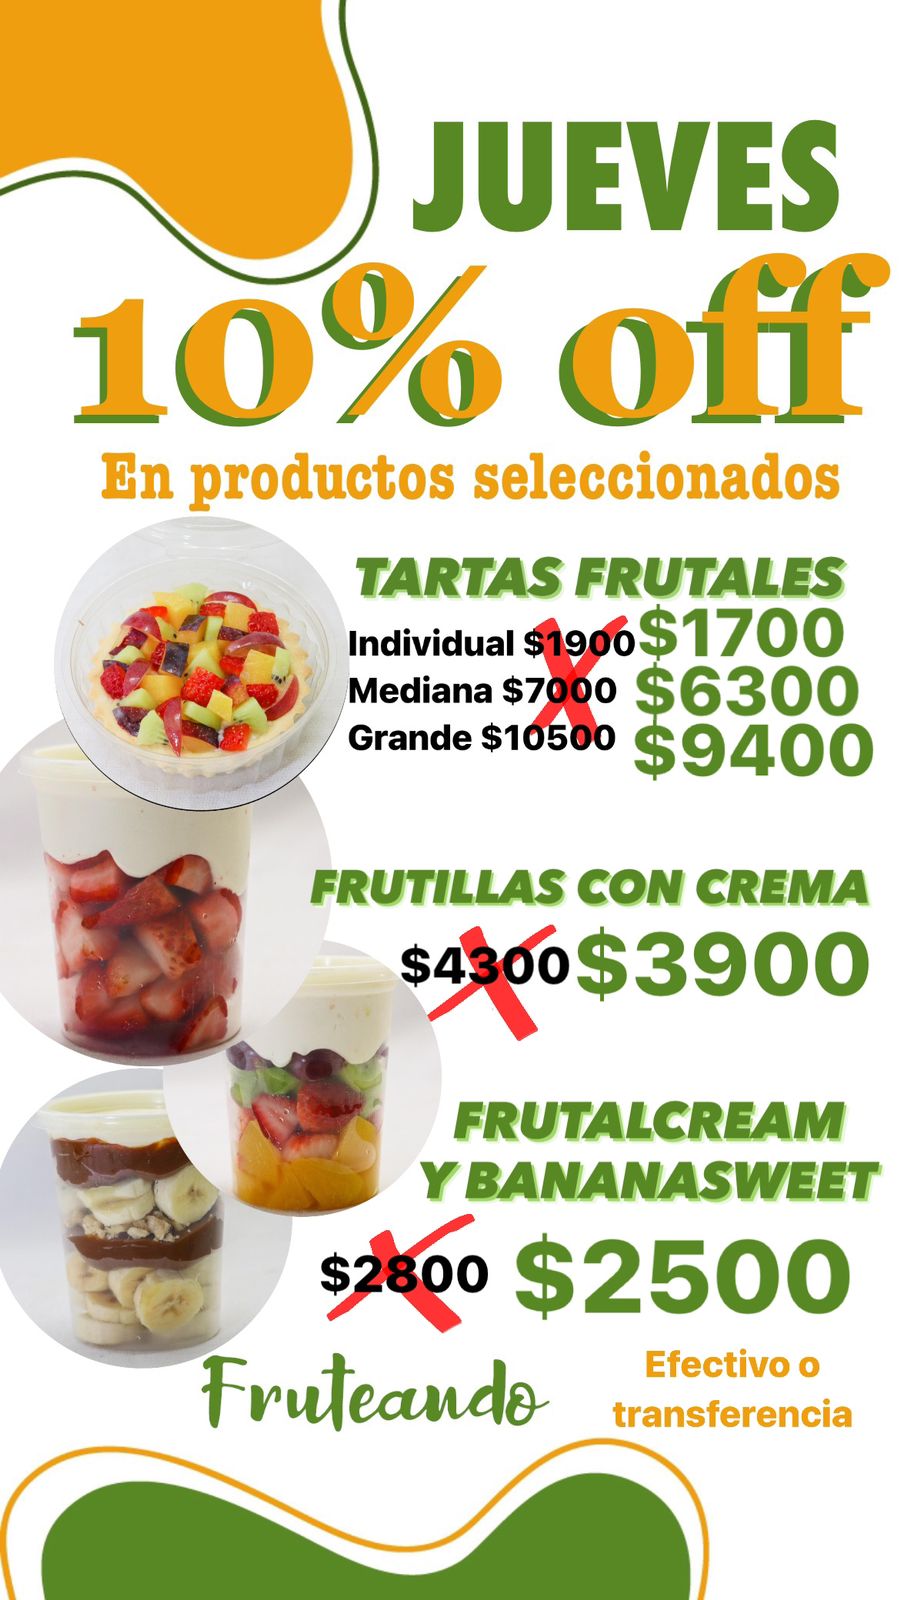 JUEVES
10% off
En productos seleccionados
TARTAS FRUTALES
Individual $1900 $1700
Mediana $7000 $6300
Grande $10500 $9400
FRUTILLAS CON CREMA
$4300 $3900
FRUTALCREAM
Y BANANASWEET
$2800 $2500
Fruteando
Efectivo o
transferencia